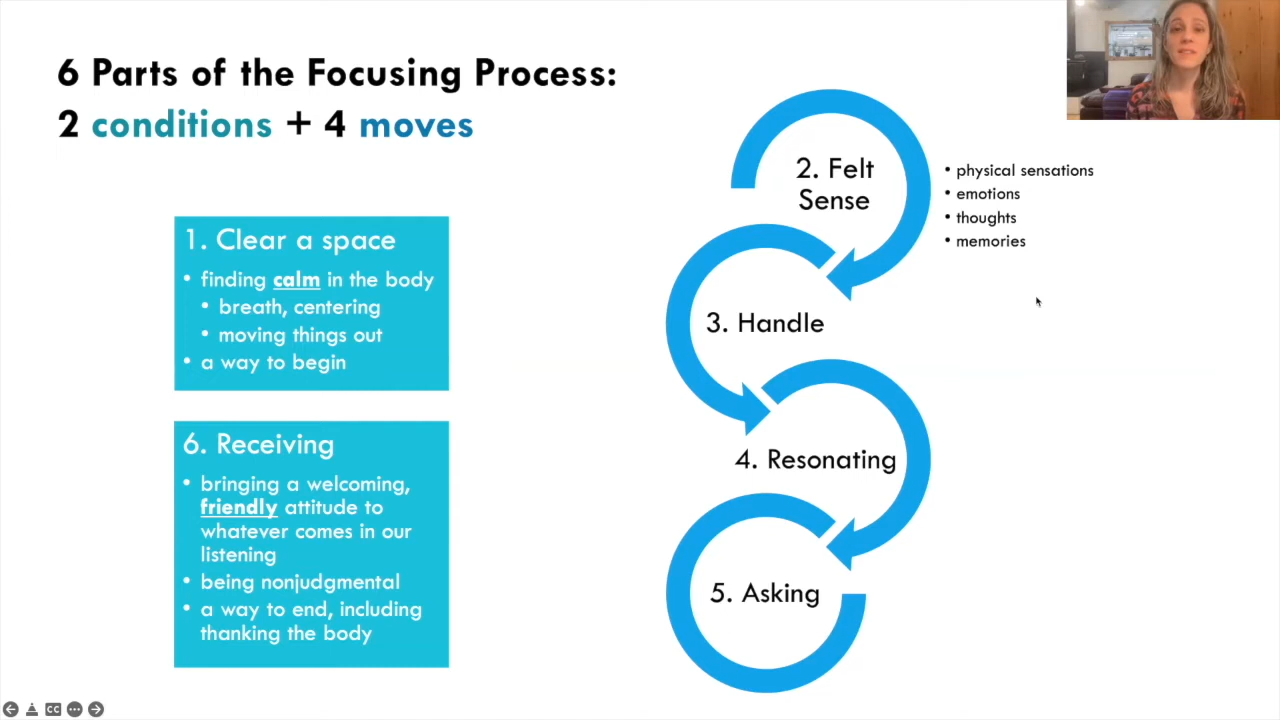 6 Parts of the Focusing Process:
2 conditions + 4 moves
1. Clear a space
• finding calm in the body
• breath, centering
• moving things out
• a way to begin
6. Receiving
• bringing a welcoming,
friendly attitude to
whatever comes in our
listening
• being nonjudgmental
• a way to end, including
thanking the body
2. Felt
Sense
• physical sensations
• emotions
• thoughts
• memories
3. Handle
4. Resonating
5. Asking
CC